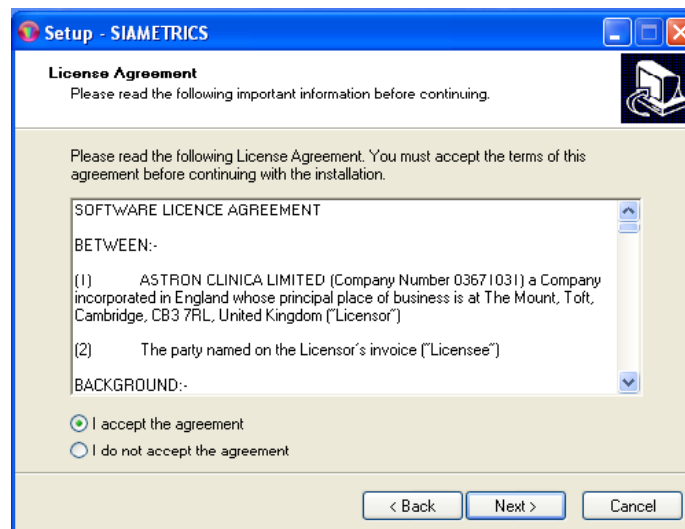 Setup - SIAMETRICS
License Agreement
Please read the following important information before continuing.
Please read the following License Agreement. You must accept the terms of this
agreement before continuing with the installation.
SOFTWARE LICENCE AGREEMENT
BETWEEN:-
(1) ASTRON CLINICA LIMITED (Company Number 03671031) a Company
incorporated in England whose principal place of business is at The Mount, Toft,
Cambridge, CB3 7RL, United Kingdom ("Licensor")
(2) The party named on the Licensor's invoice ("Licensee")
BACKGROUND:-
I accept the agreement
I do not accept the agreement
< Back Next > Cancel